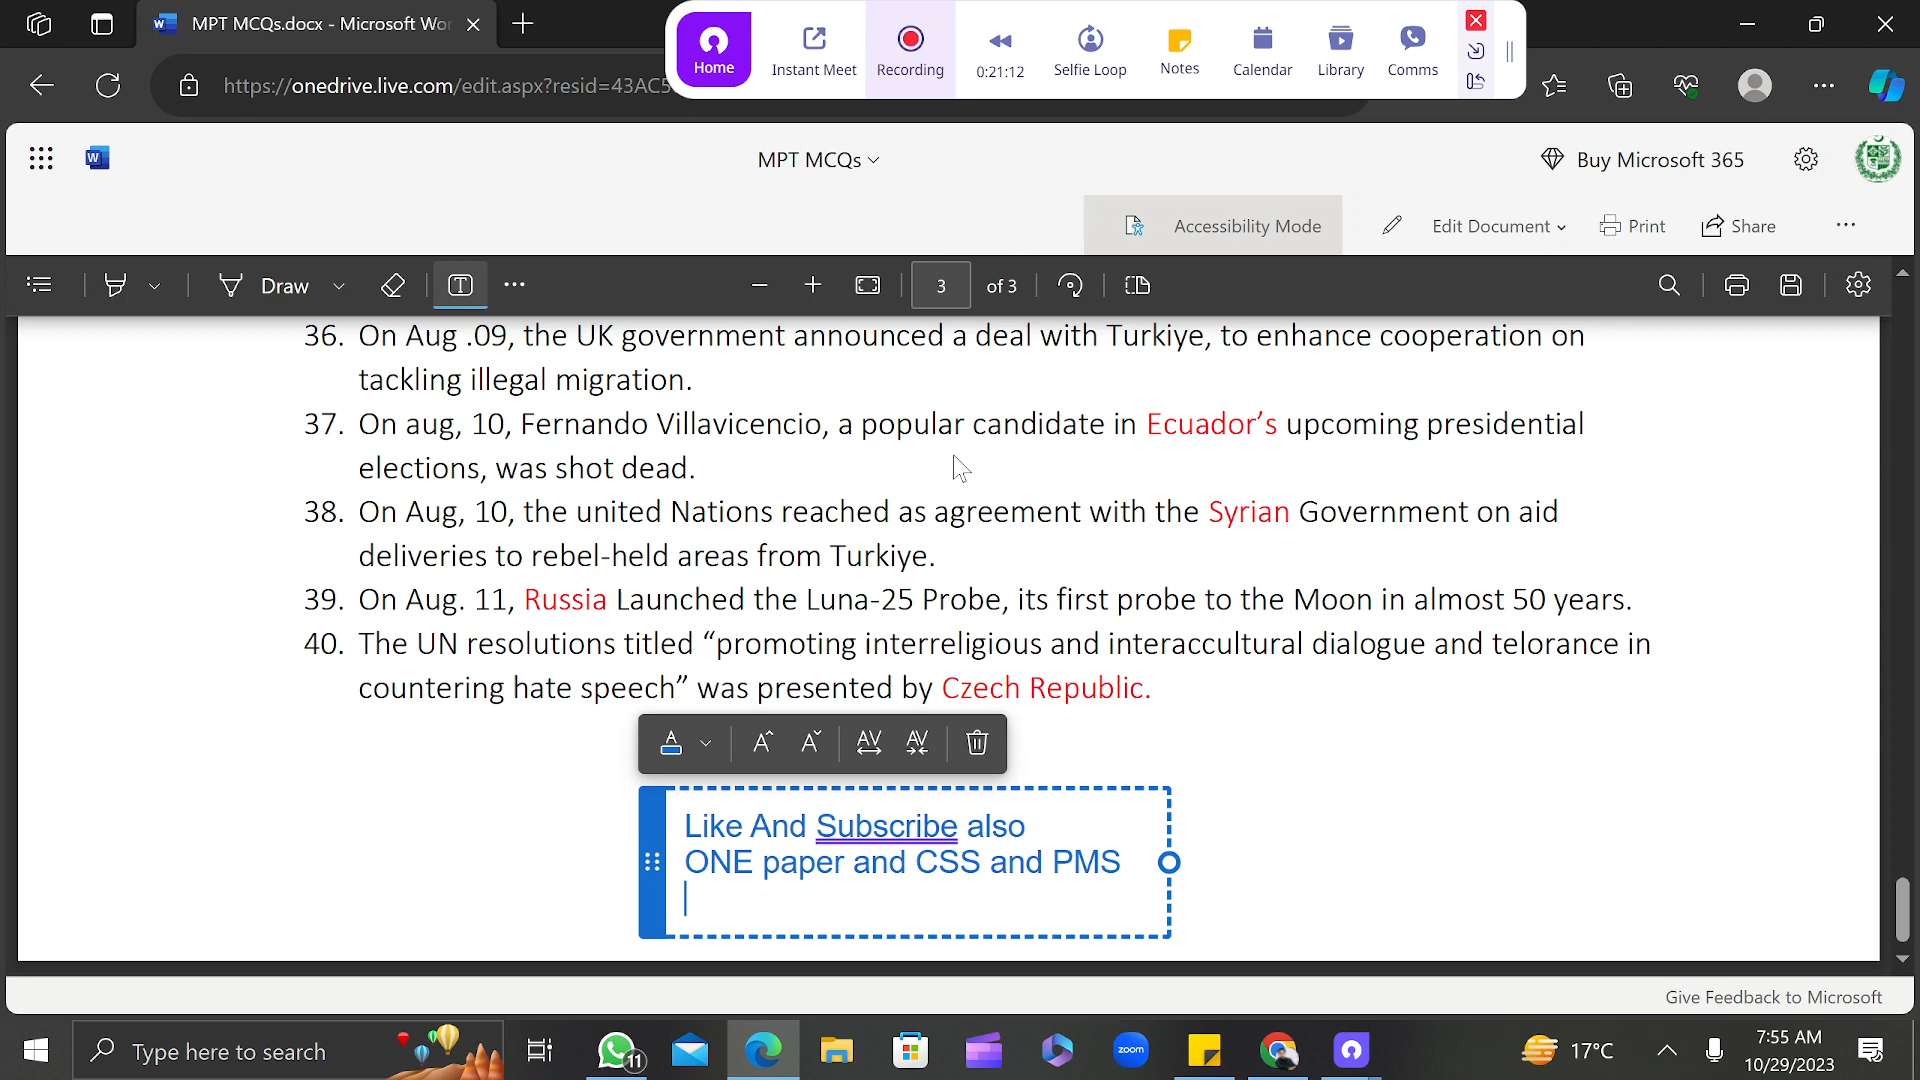 MPT MCQs.docx - Microsoft Wor
Home
Instant Meet
Recording
0:21:12
Selfie Loop
Notes
Calendar
Library
Comms
https://onedrive.live.com/edit.aspx?resid=43AC5
MPT MCQs
Buy Microsoft 365
Accessibility Mode
Edit Document
Print
Share
Draw
3 of 3
36. On Aug .09, the UK government announced a deal with Turkiye, to enhance cooperation on
tackling illegal migration.
37. On aug, 10, Fernando Villavicencio, a popular candidate in Ecuador’s upcoming presidential
elections, was shot dead.
38. On Aug, 10, the united Nations reached as agreement with the Syrian Government on aid
deliveries to rebel-held areas from Turkiye.
39. On Aug. 11, Russia Launched the Luna-25 Probe, its first probe to the Moon in almost 50 years.
40. The UN resolutions titled “promoting interreligious and interaccultural dialogue and telorance in
countering hate speech” was presented by Czech Republic.
Like And Subscribe also
ONE paper and CSS and PMS
Give Feedback to Microsoft
Type here to search
11
zoom
17°C
7:55 AM
10/29/2023